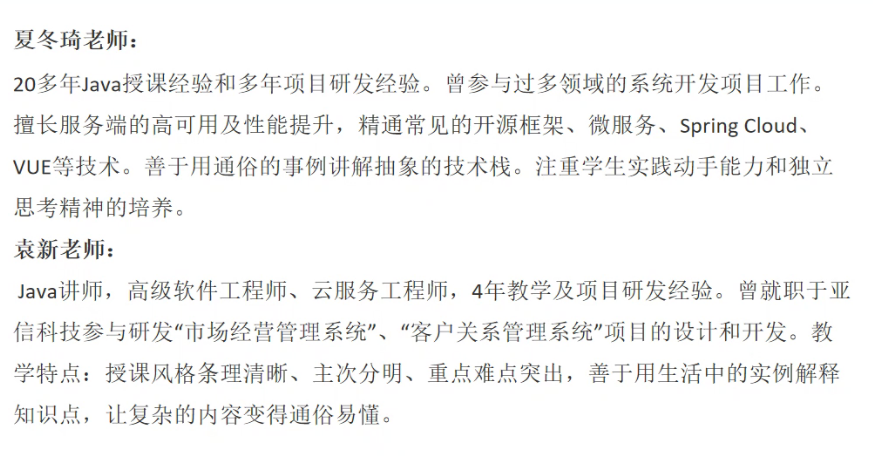 夏冬琦老师：
20多年Java授课经验和多年项目研发经验。曾参与过多领域的系统开发项目工作。
擅长服务端的高可用及性能提升，精通常见的开源框架、微服务、Spring Cloud、
VUE等技术。善于用通俗的事例讲解抽象的技术栈。注重学生实践动手能力和独立
思考精神的培养。
袁新老师：
Java讲师，高级软件工程师、云服务工程师，4年教学及项目研发经验。曾就职于亚
信科技参与研发“市场经营管理系统”、“客户关系管理系统”项目的设计和开发。教
学特点：授课风格条理清晰、主次分明、重点难点突出，善于用生活中的实例解释
知识点，让复杂的内容变得通俗易懂。